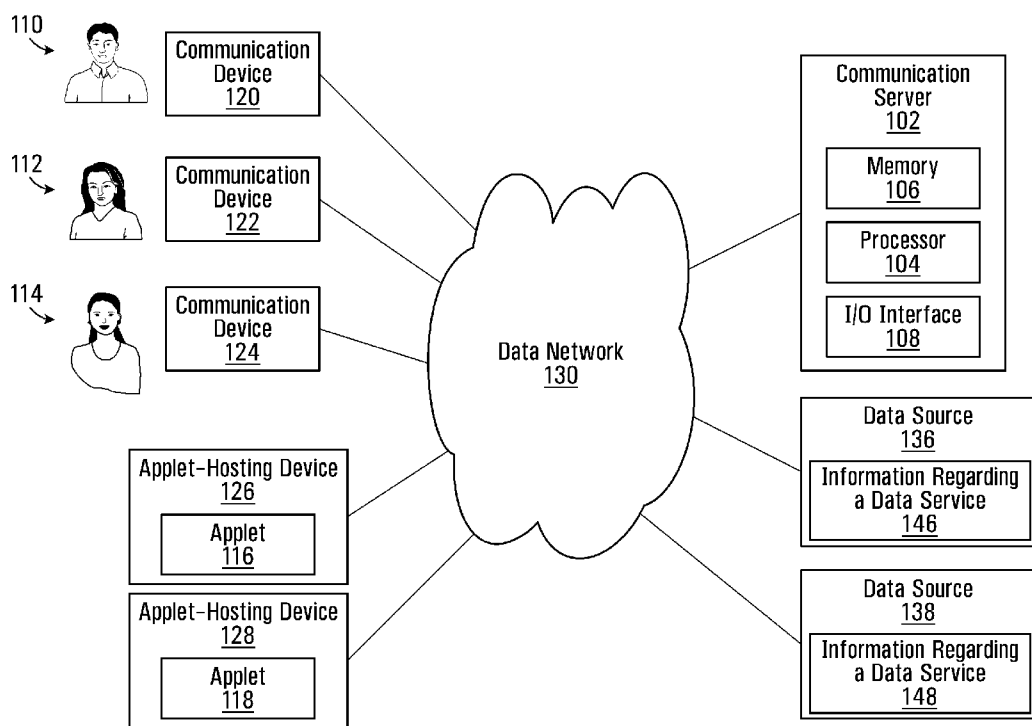 110
Communication
Device
120
112
Communication
Device
122
114
Communication
Device
124
Applet-Hosting Device
126
Applet
116
Applet-Hosting Device
128
Applet
118
Data Network
130
Communication
Server
102
Memory
106
Processor
104
I/O Interface
108
Data Source
136
Information Regarding
a Data Service
146
Data Source
138
Information Regarding
a Data Service
148